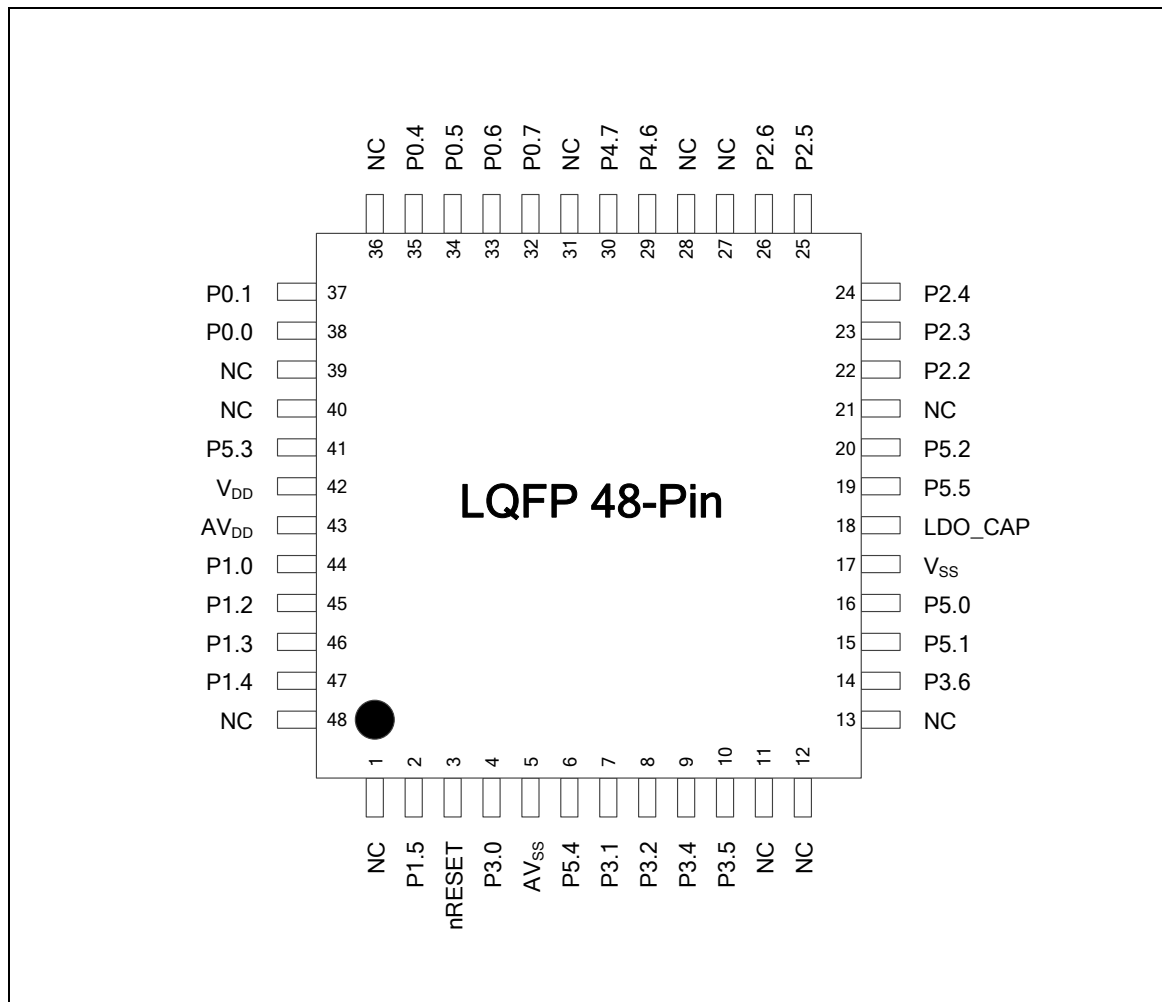 NC P0.4 P0.5 P0.6 P0.7 NC P4.7 P4.6 NC NC P2.6 P2.5
36 35 34 33 32 31 30 29 28 27 26 25
P0.1 37 24 P2.4
P0.0 38 23 P2.3
NC 39 22 P2.2
NC 40 21 NC
P5.3 41 20 P5.2
VDD 42 19 P5.5
LQFP 48-Pin
AVDD 43 18 LDO_CAP
P1.0 44 17 VSS
P1.2 45 16 P5.0
P1.3 46 15 P5.1
P1.4 47 14 P3.6
NC 48 13 NC
1 2 3 4 5 6 7 8 9 10 11 12
NC P1.5 nRESET P3.0 AVSS P5.4 P3.1 P3.2 P3.4 P3.5 NC NC